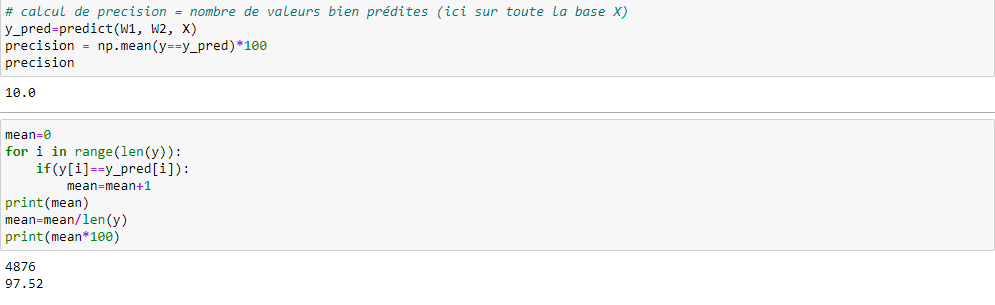 # calcul de precision = nombre de valeurs bien prédites (ici sur toute la base X)
y_pred=predict(W1, W2, X)
precision = np.mean(y==y_pred)*100
precision
10.0
mean=0
for i in range(len(y)):
    if(y[i]==y_pred[i]):
        mean=mean+1
print(mean)
mean=mean/len(y)
print(mean*100)
4876
97.52